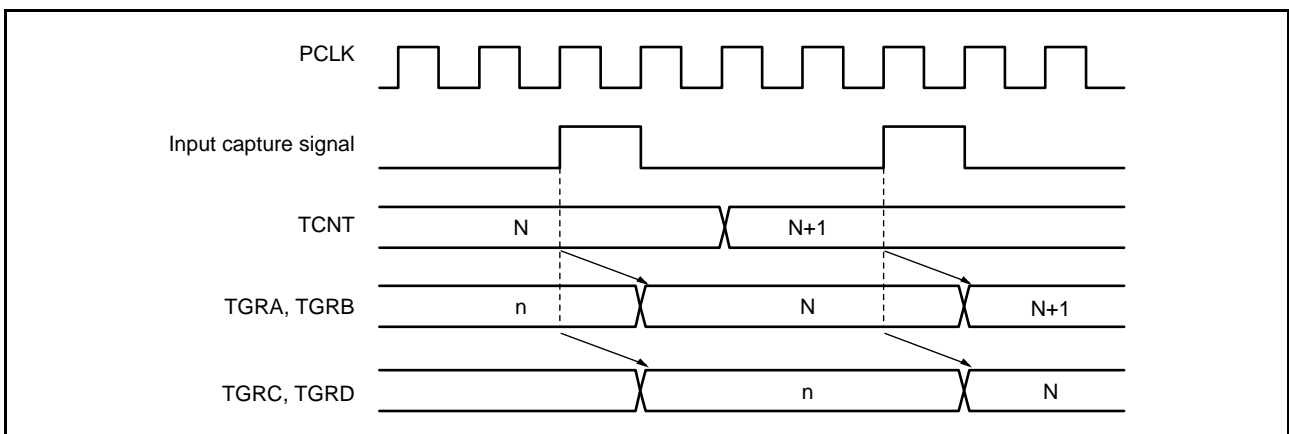 PCLK
Input capture signal
TCNT
N
N+1
TGRA, TGRB
n
N
N+1
TGRC, TGRD
n
N